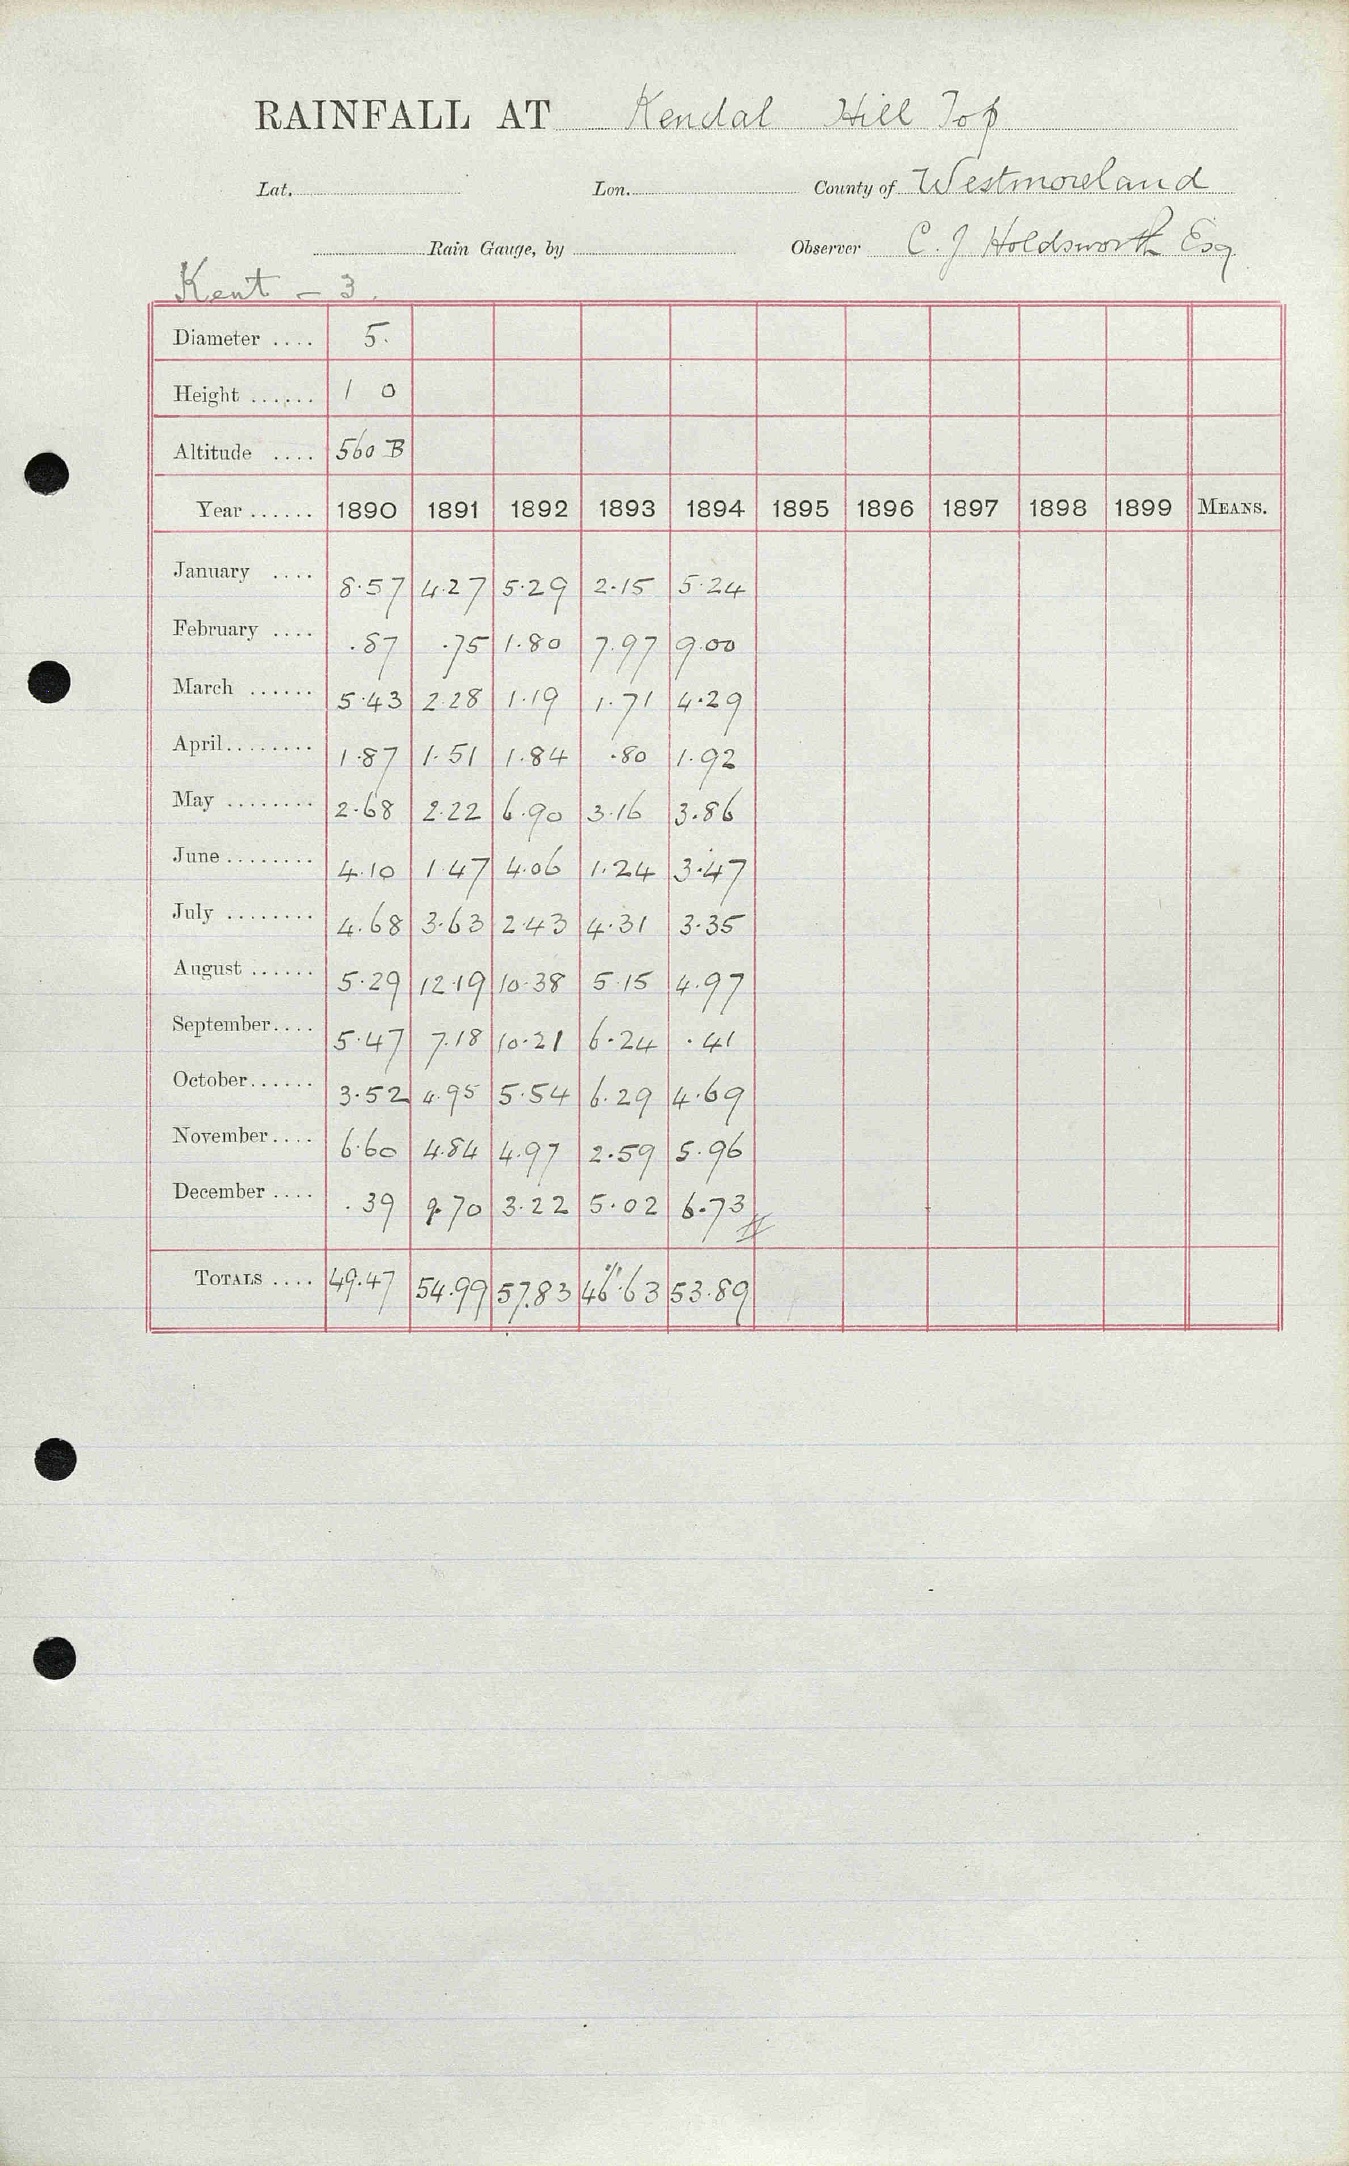 RAINFALL AT Kendal Hill Top
Lat. Lon. County of Westmoreland
Rain Gauge, by Observer C. J Holdsworth Esq
Kent - 3.
Diameter .... 5.
Height ...... 1 0
Altitude .... 560 B
Year ...... 1890 1891 1892 1893 1894 1895 1896 1897 1898 1899 MEANS.
January .... 8.57 4.27 5.29 2.15 5.24
February .... .87 .75 1.80 7.97 9.00
March ...... 5.43 2.28 1.19 1.71 4.29
April........ 1.87 1.51 1.84 .80 1.92
May ........ 2.68 2.22 6.90 3.16 3.86
June ........ 4.10 1.47 4.06 1.24 3.47
July ........ 4.68 3.63 2.43 4.31 3.35
August ...... 5.29 12.19 10.38 5.15 4.97
September.... 5.47 7.18 10.21 6.24 .41
October...... 3.52 4.95 5.54 6.29 4.69
November.... 6.60 4.84 4.97 2.59 5.96
December .... .39 9.70 3.22 5.02 6.73
TOTALS .... 49.47 54.99 57.83 46.63 53.89